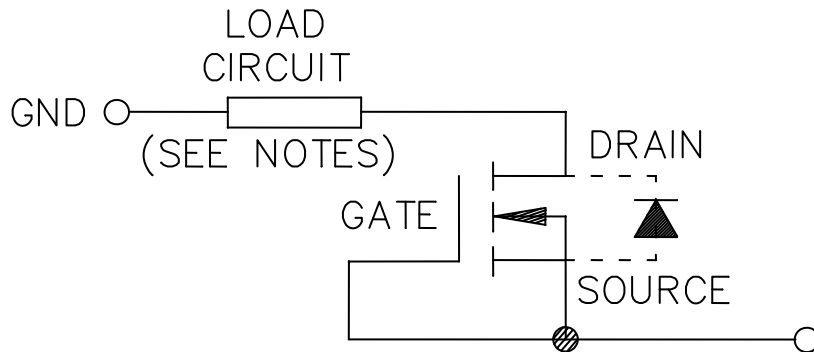 LOAD
CIRCUIT
GND
(SEE NOTES)
DRAIN
GATE
SOURCE